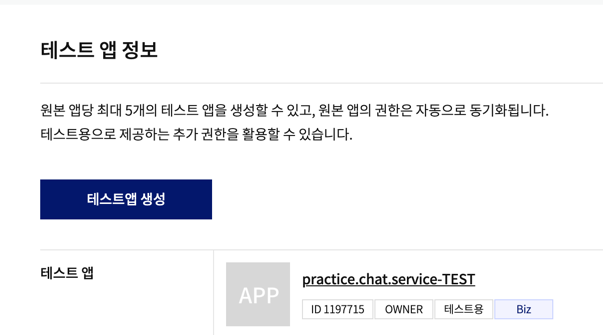 테스트 앱 정보
원본 앱당 최대 5개의 테스트 앱을 생성할 수 있고, 원본 앱의 권한은 자동으로 동기화됩니다.
테스트용으로 제공하는 추가 권한을 활용할 수 있습니다.
테스트앱 생성
테스트 앱
APP
practice.chat.service-TEST
ID 1197715 OWNER 테스트용 Biz